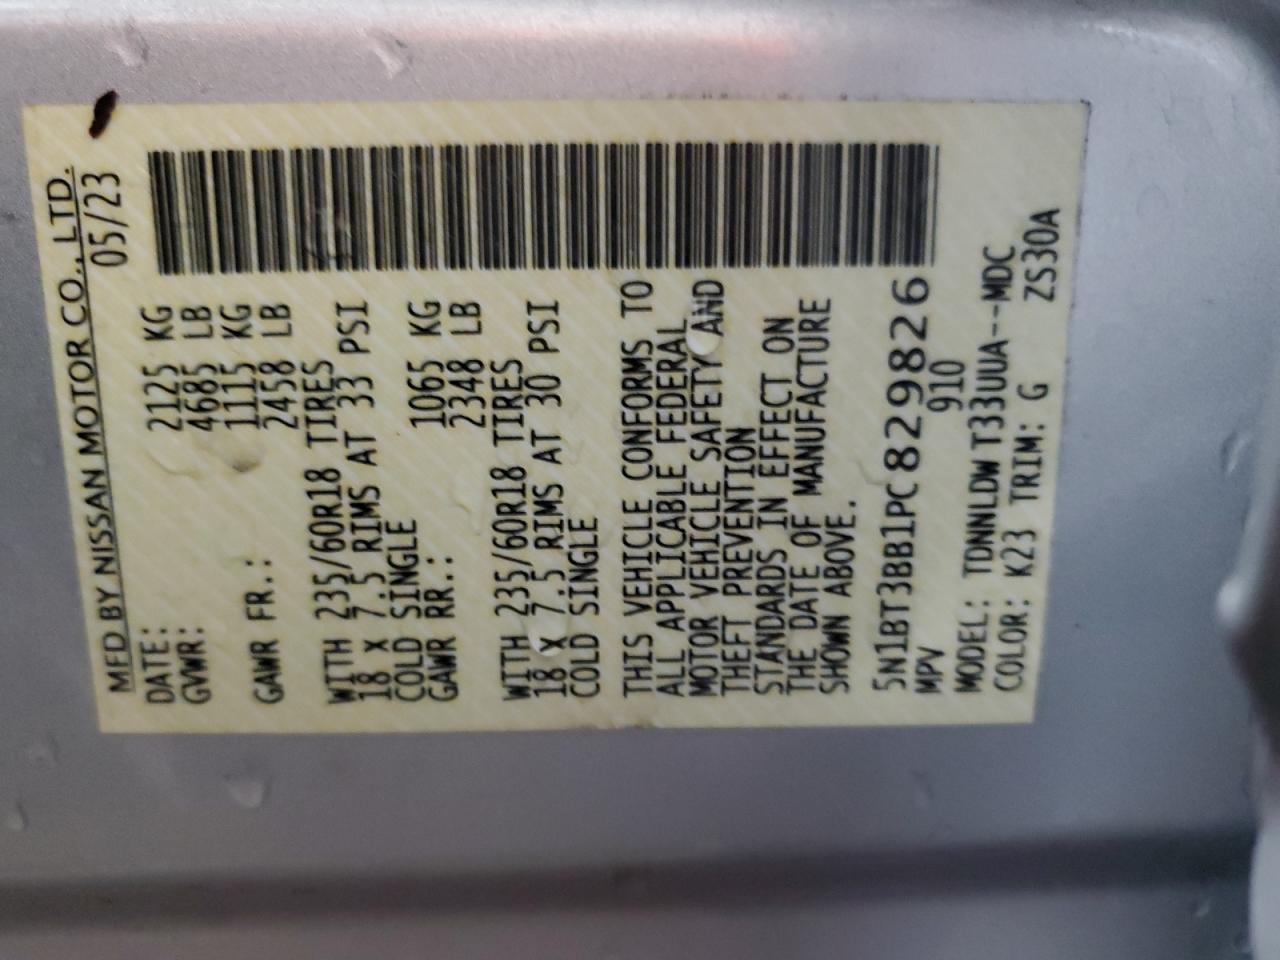 MFD BY NISSAN MOTOR CO., LTD.
DATE: 05/23
GVWR: 2125 KG
4685 LB
GAWR FR.: 1115 KG
2458 LB
WITH 235/60R18 TIRES
18 X 7.5 RIMS AT 33 PSI
COLD SINGLE
GAWR RR.: 1065 KG
2348 LB
WITH 235/60R18 TIRES
18 X 7.5 RIMS AT 30 PSI
COLD SINGLE
THIS VEHICLE CONFORMS TO
ALL APPLICABLE FEDERAL
MOTOR VEHICLE SAFETY AND
THEFT PREVENTION
STANDARDS IN EFFECT ON
THE DATE OF MANUFACTURE
SHOWN ABOVE.
5N1BT3BB1PC829826
MPV 910
MODEL: TDNNLDW T33UUA--MDC
COLOR: K23 TRIM: G ZS30A